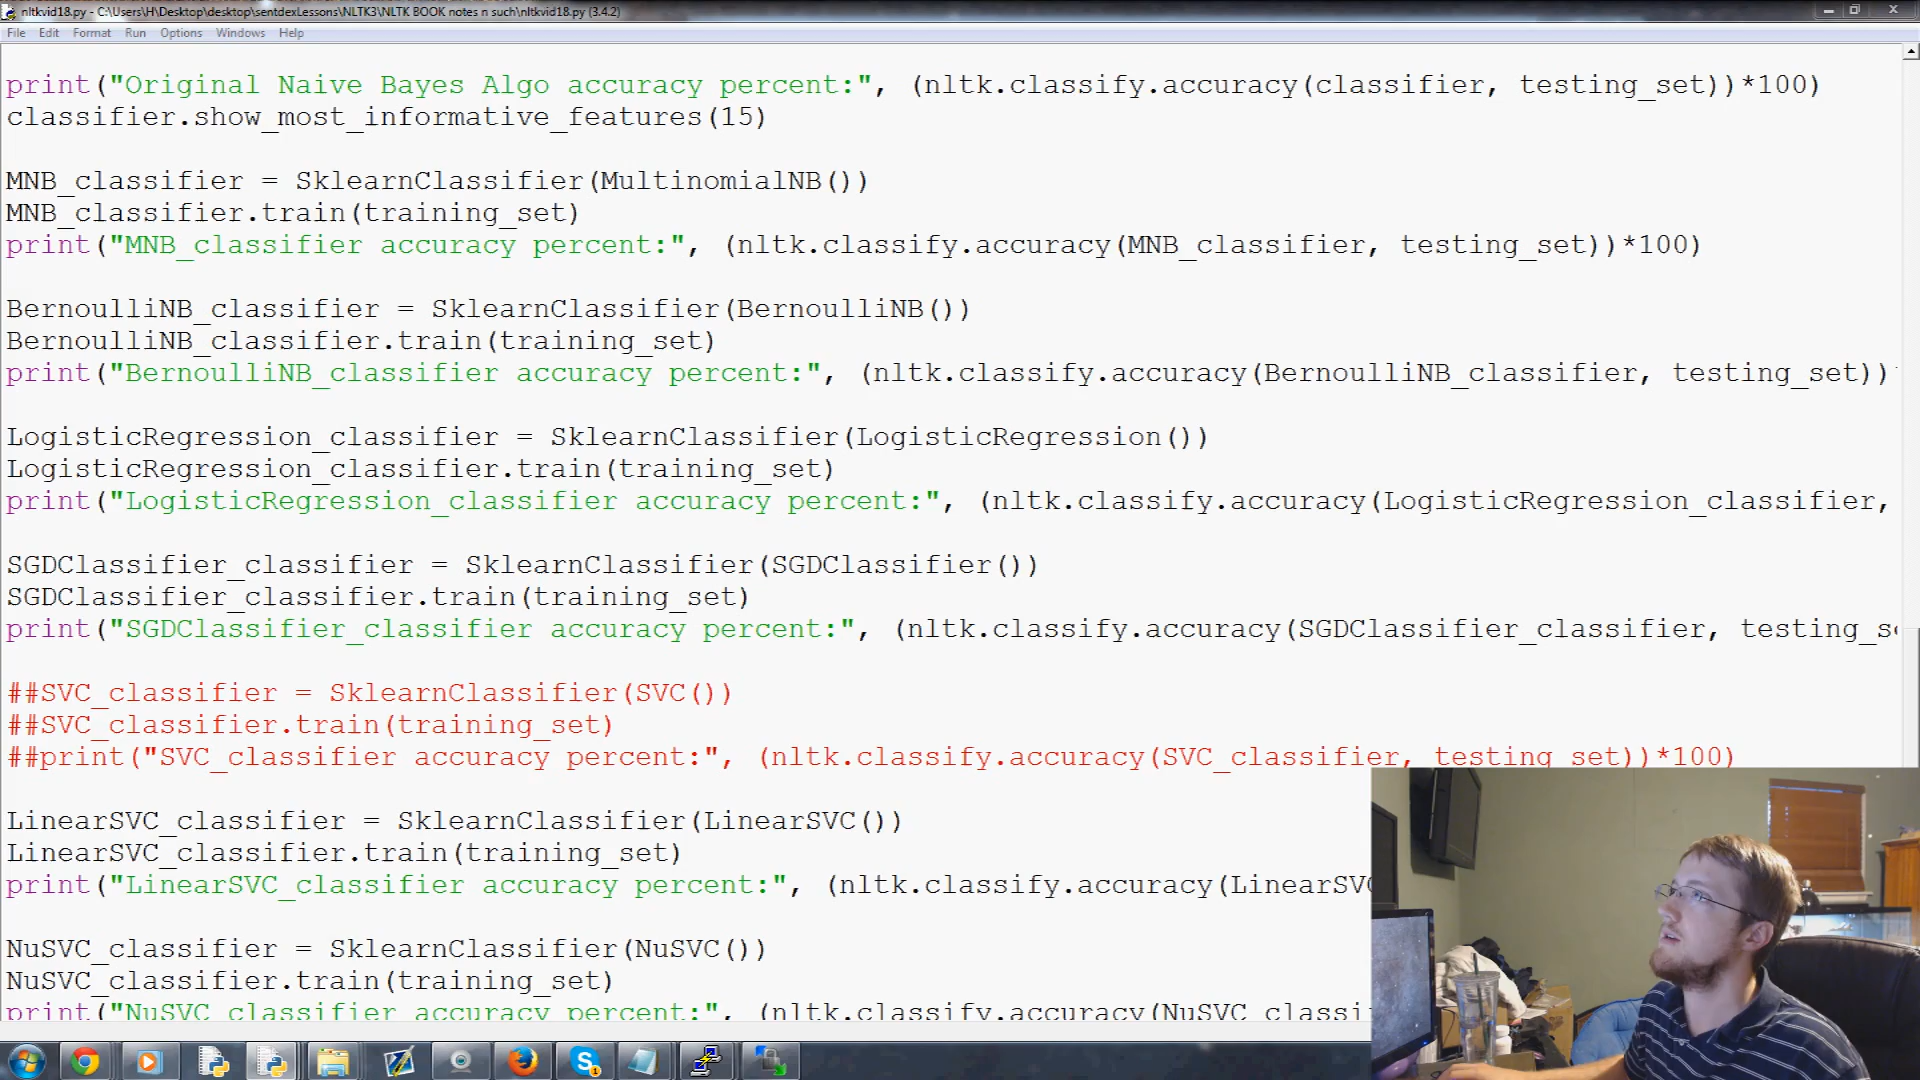 nltkvid18.py - C:\Users\H\Desktop\desktop\sentdexLessons\NLTK3\NLTK BOOK notes n such\nltkvid18.py (3.4.2)
File Edit Format Run Options Windows Help
print("Original Naive Bayes Algo accuracy percent:", (nltk.classify.accuracy(classifier, testing_set))*100)
classifier.show_most_informative_features(15)
MNB_classifier = SklearnClassifier(MultinomialNB())
MNB_classifier.train(training_set)
print("MNB_classifier accuracy percent:", (nltk.classify.accuracy(MNB_classifier, testing_set))*100)
BernoulliNB_classifier = SklearnClassifier(BernoulliNB())
BernoulliNB_classifier.train(training_set)
print("BernoulliNB_classifier accuracy percent:", (nltk.classify.accuracy(BernoulliNB_classifier, testing_set))
LogisticRegression_classifier = SklearnClassifier(LogisticRegression())
LogisticRegression_classifier.train(training_set)
print("LogisticRegression_classifier accuracy percent:", (nltk.classify.accuracy(LogisticRegression_classifier,
SGDClassifier_classifier = SklearnClassifier(SGDClassifier())
SGDClassifier_classifier.train(training_set)
print("SGDClassifier_classifier accuracy percent:", (nltk.classify.accuracy(SGDClassifier_classifier, testing_s
##SVC_classifier = SklearnClassifier(SVC())
##SVC_classifier.train(training_set)
##print("SVC_classifier accuracy percent:", (nltk.classify.accuracy(SVC_classifier, testing_set))*100)
LinearSVC_classifier = SklearnClassifier(LinearSVC())
LinearSVC_classifier.train(training_set)
print("LinearSVC_classifier accuracy percent:", (nltk.classify.accuracy(LinearSVC
NuSVC_classifier = SklearnClassifier(NuSVC())
NuSVC_classifier.train(training_set)
print("NuSVC_classifier accuracy percent:", (nltk.classify.accuracy(NuSVC_classi